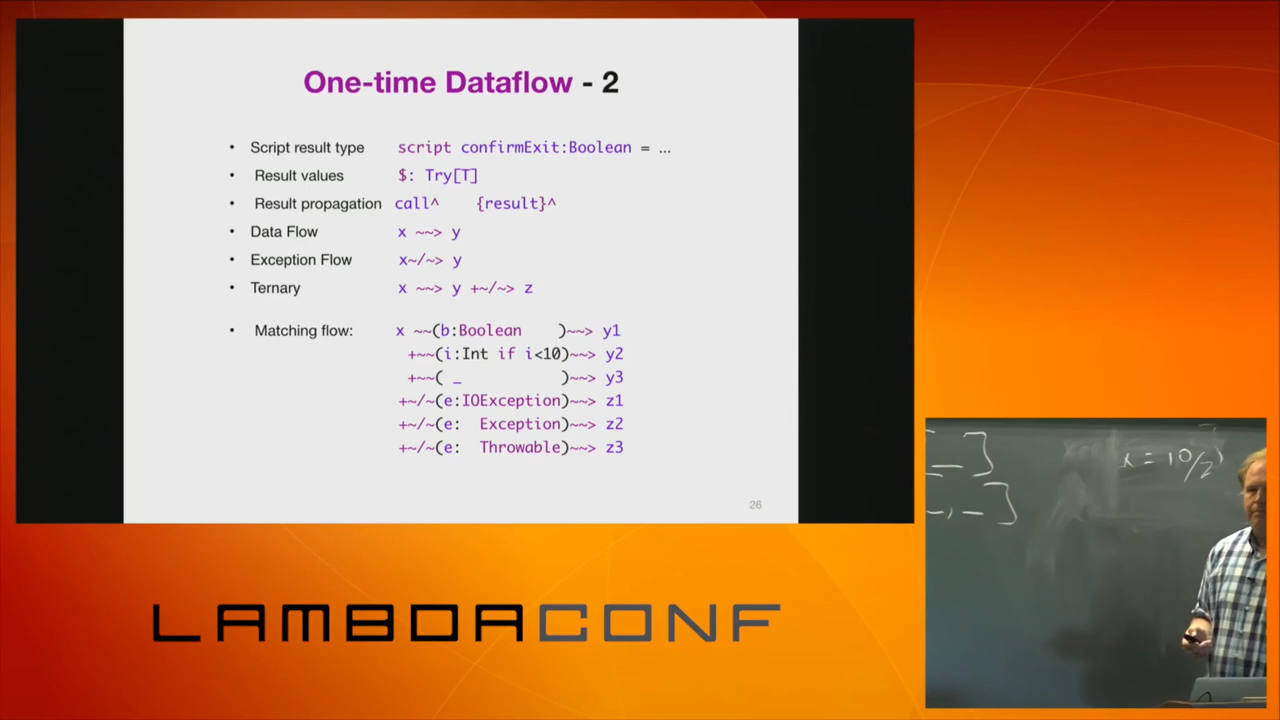 One-time Dataflow - 2
• Script result type script confirmExit:Boolean = ...
• Result values $: Try[T]
• Result propagation call^ {result}^
• Data Flow x ~~> y
• Exception Flow x~/~> y
• Ternary x ~~> y +~/~> z
• Matching flow: x ~~(b:Boolean )~~> y1
+~~(i:Int if i<10)~~> y2
+~~( _ )~~> y3
+~/~(e:IOException)~~> z1
+~/~(e: Exception)~~> z2
+~/~(e: Throwable)~~> z3
26
_ ]
_, _ ]
x = 10/2)
LAMBDACONF